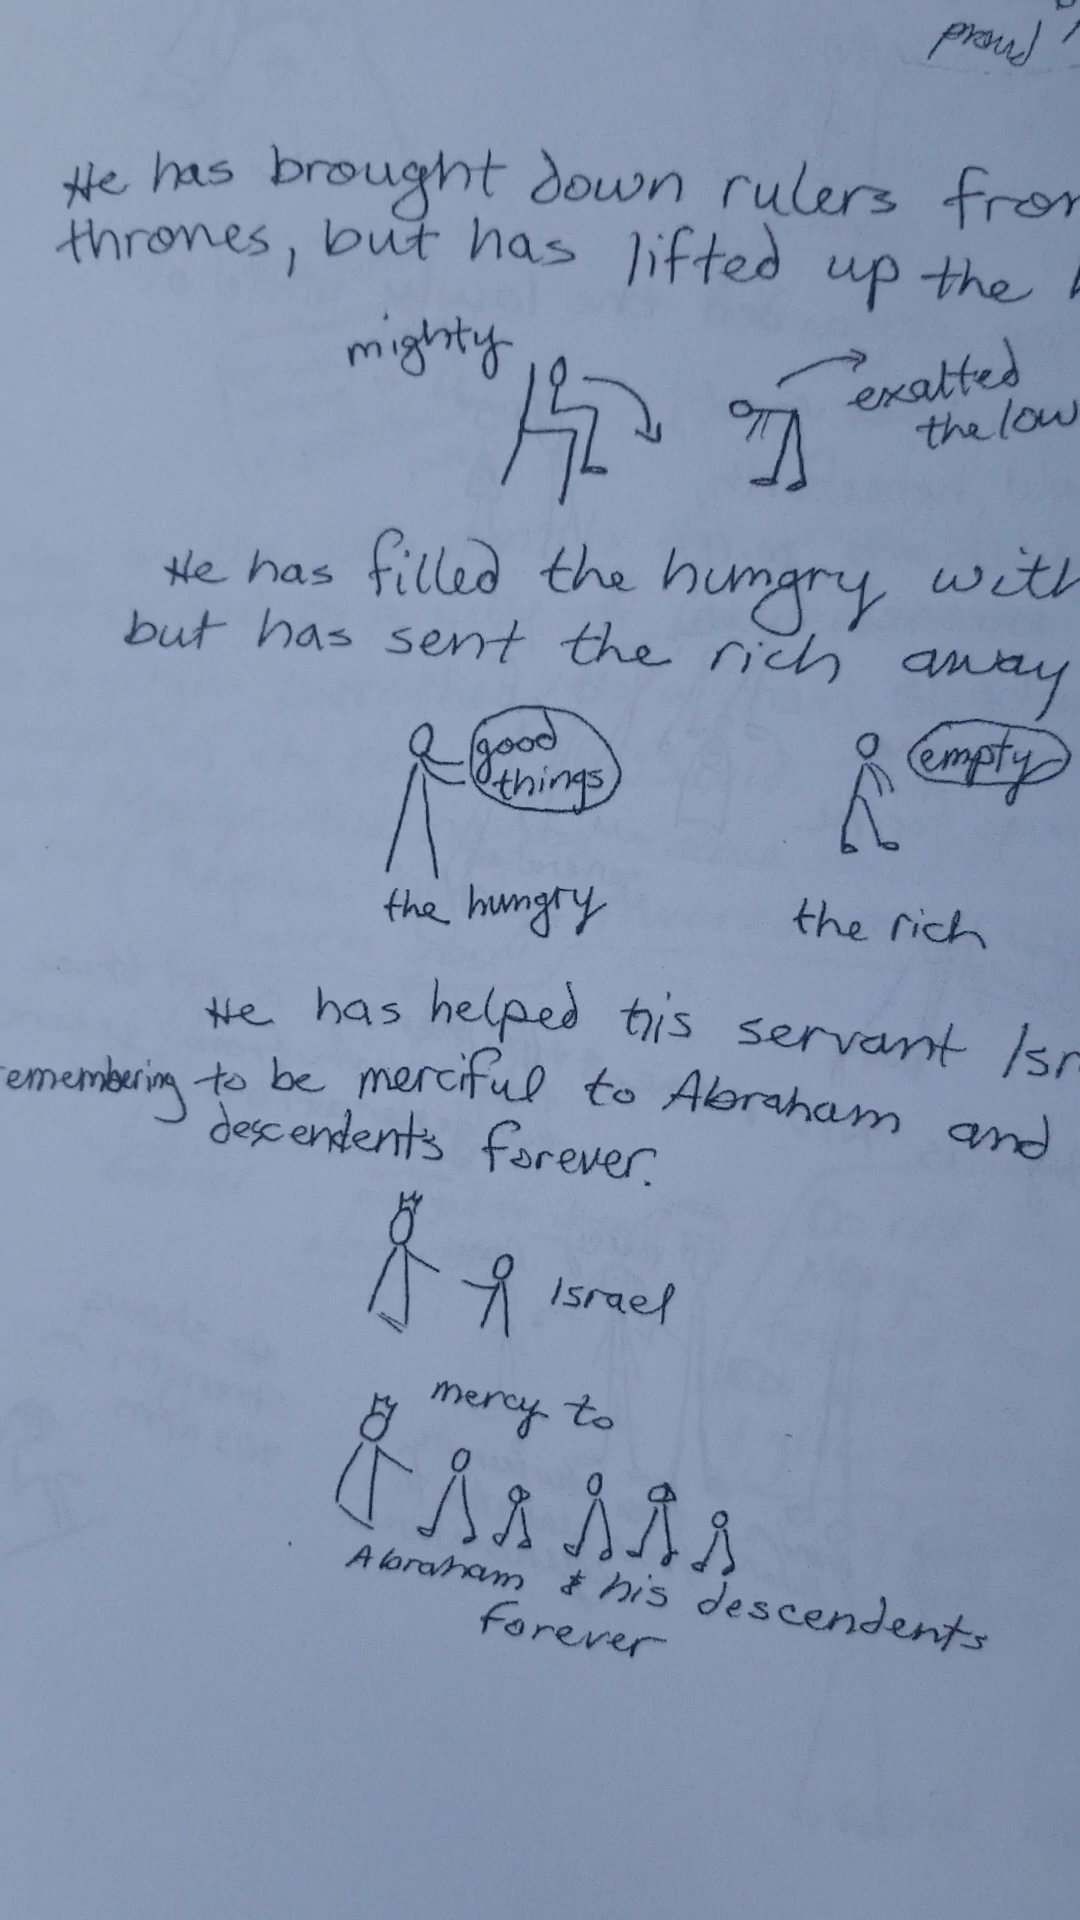 proud
He has brought down rulers from
thrones, but has lifted up the
mighty
exalted
the low
He has filled the hungry with
but has sent the rich away
good
things
empty
the hungry
the rich
He has helped his servant Isr
emembering to be merciful to Abraham and
descendents forever.
Israel
mercy to
Abraham & his descendents
forever